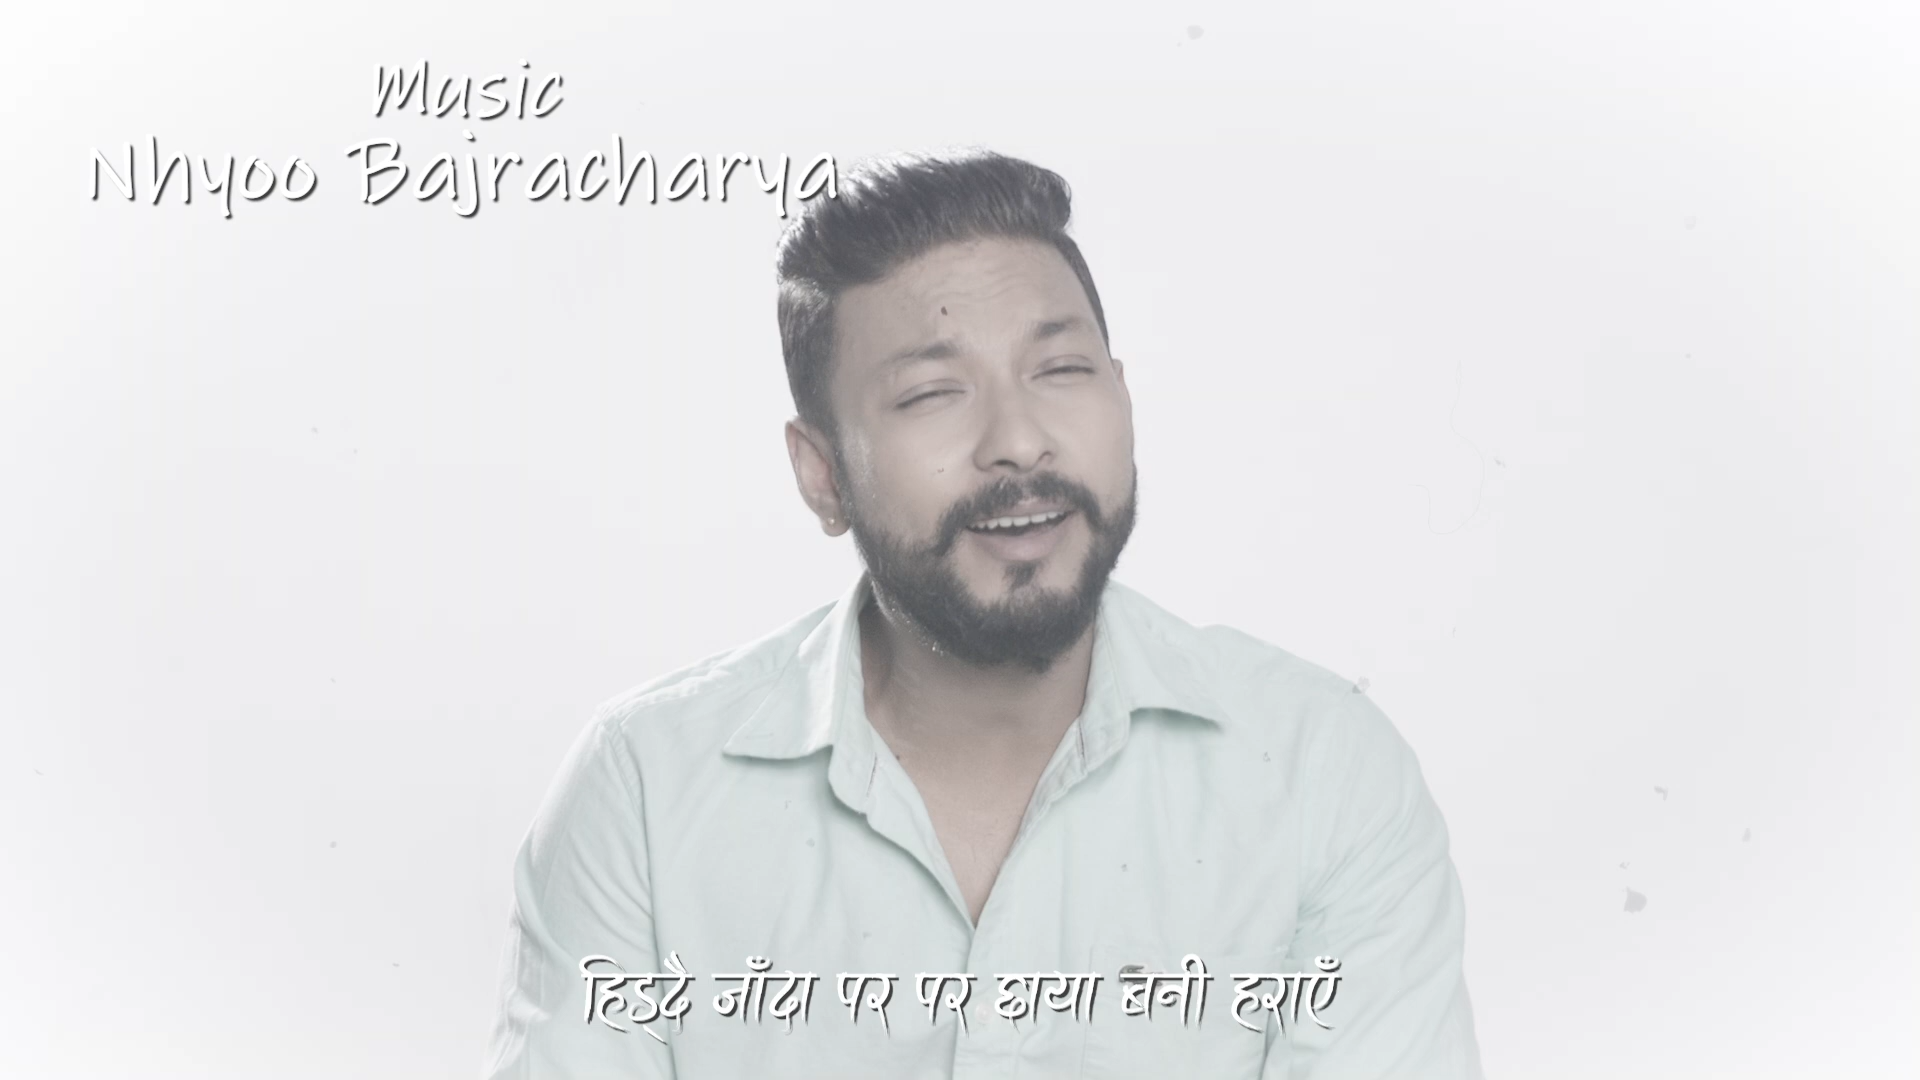 Music
Nhyoo Bajracharya
हिड्दै जाँदा पर पर छाया बनी हराएँ